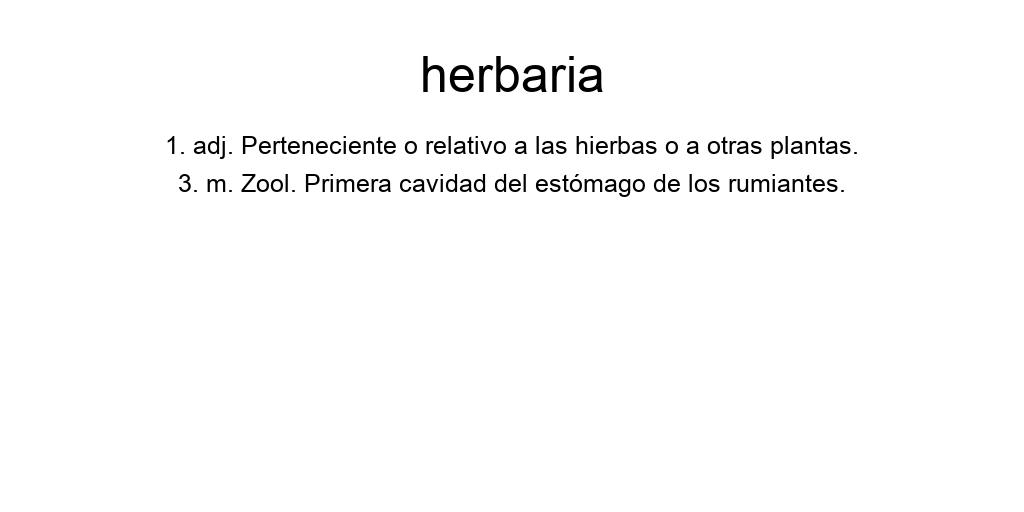 herbaria
1. adj. Perteneciente o relativo a las hierbas o a otras plantas.
3. m. Zool. Primera cavidad del estómago de los rumiantes.